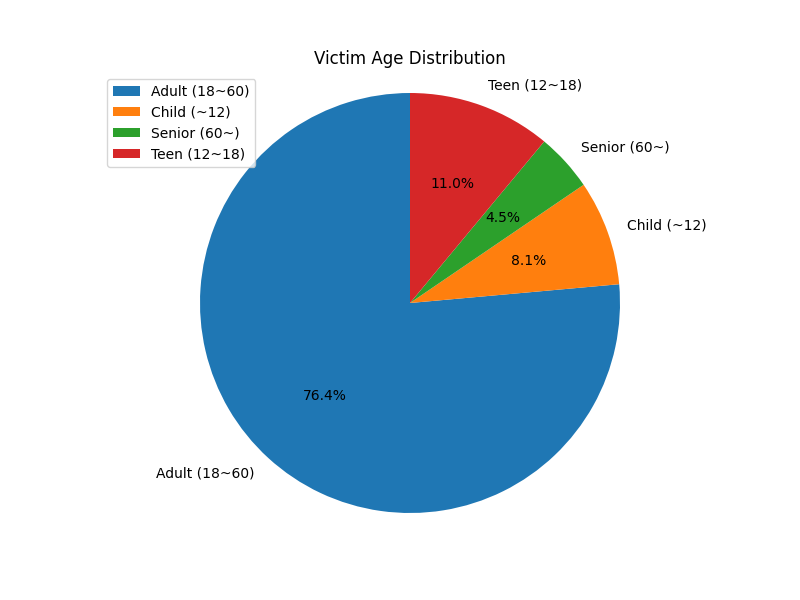 Victim Age Distribution
Adult (18~60)
Child (~12)
Senior (60~)
Teen (12~18)
Teen (12~18)
Senior (60~)
Child (~12)
Adult (18~60)
11.0%
4.5%
8.1%
76.4%